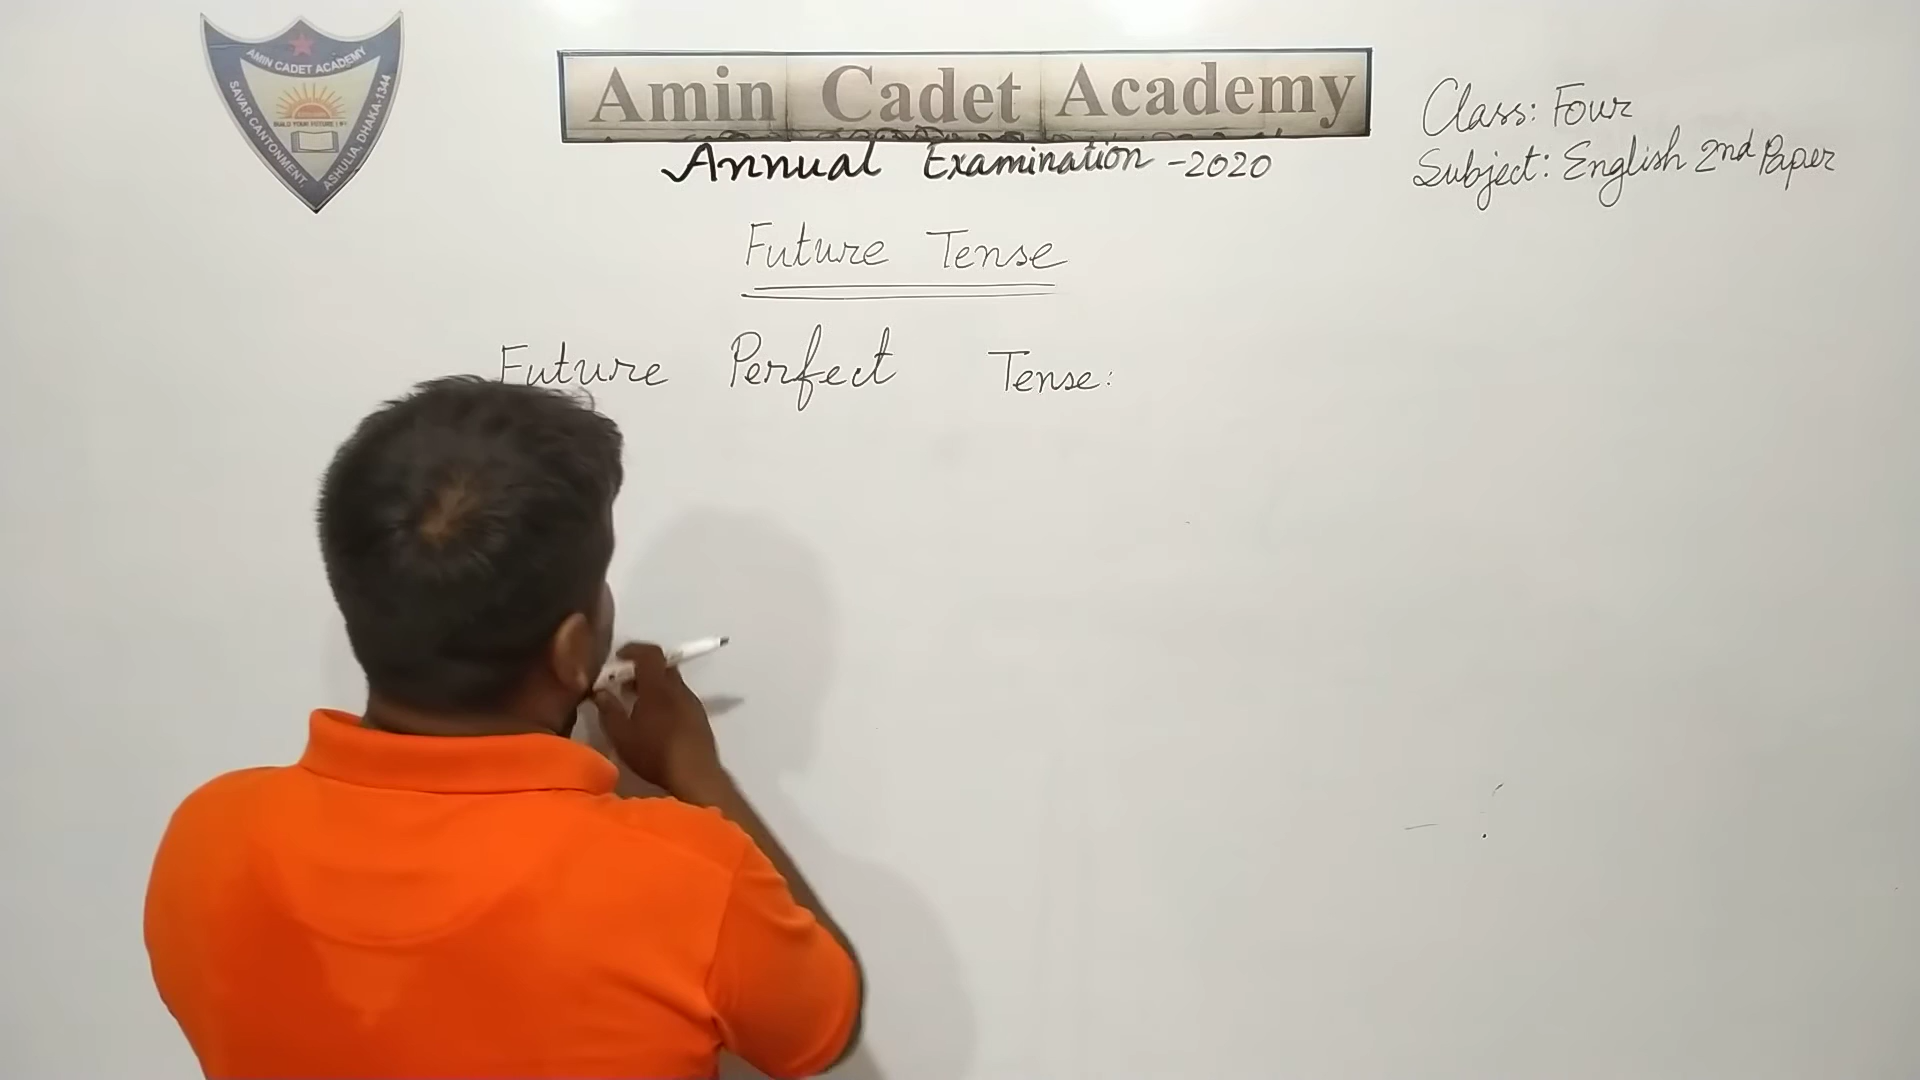 AMIN CADET ACADEMY
SAVAR CANTONMENT,
ASHULIA, DHAKA-1344
Amin Cadet Academy
Annual Examination -2020
Class: Four
Subject: English 2nd Paper
Future Tense
Future Perfect Tense: